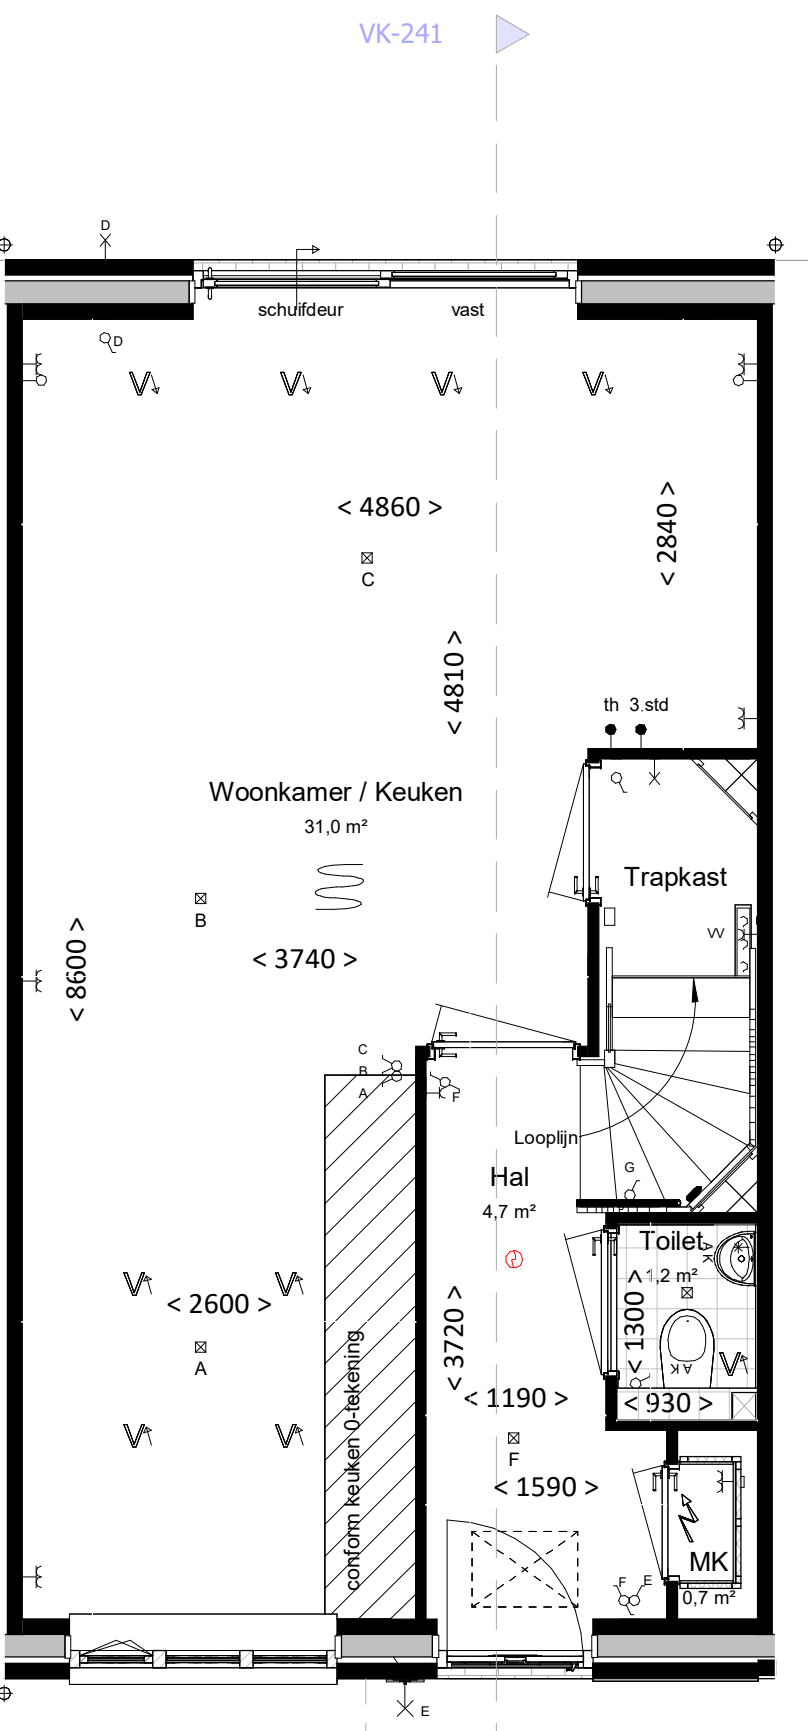 VK-241
D
schuifdeur
vast
D
< 4860 >
< 2840 >
C
< 4810 >
th 3.std
Woonkamer / Keuken
31,0 m²
Trapkast
B
VV
< 3740 >
< 8600 >
C
B
A
F
Looplijn
G
Hal
4,7 m²
Toilet
AK
1,2 m²
< 2600 >
< 1300 >
< 3720 >
A
AK
< 1190 >
< 930 >
conform keuken 0-tekening
F
< 1590 >
MK
F E
0,7 m²
E